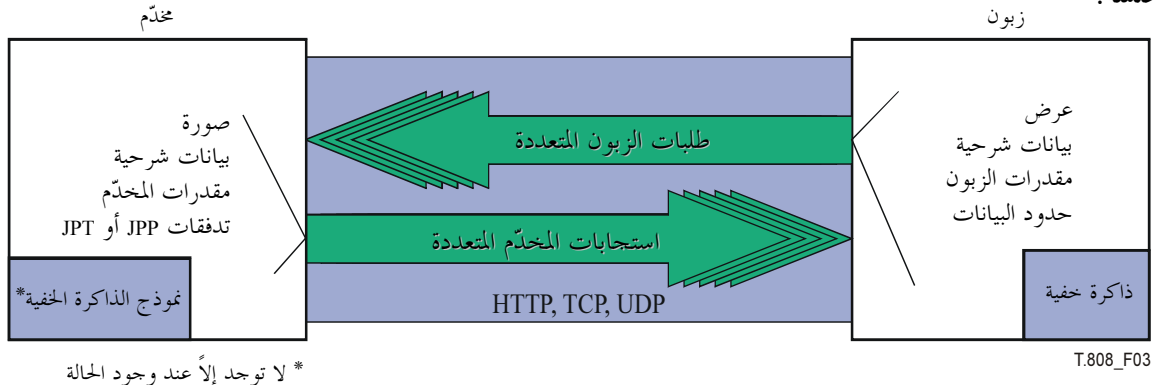 زبون
مخدّم
عرض
بيانات شرحية
مقدرات الزبون
حدود البيانات
ذاكرة خفية
طلبات الزبون المتعددة
استجابات المخدّم المتعددة
HTTP, TCP, UDP
صورة
بيانات شرحية
مقدرات المخدّم
تدفقات JPP أو JPT
نموذج الذاكرة الخفية*
T.808_F03
* لا توجد إلاً عند وجود الحالة